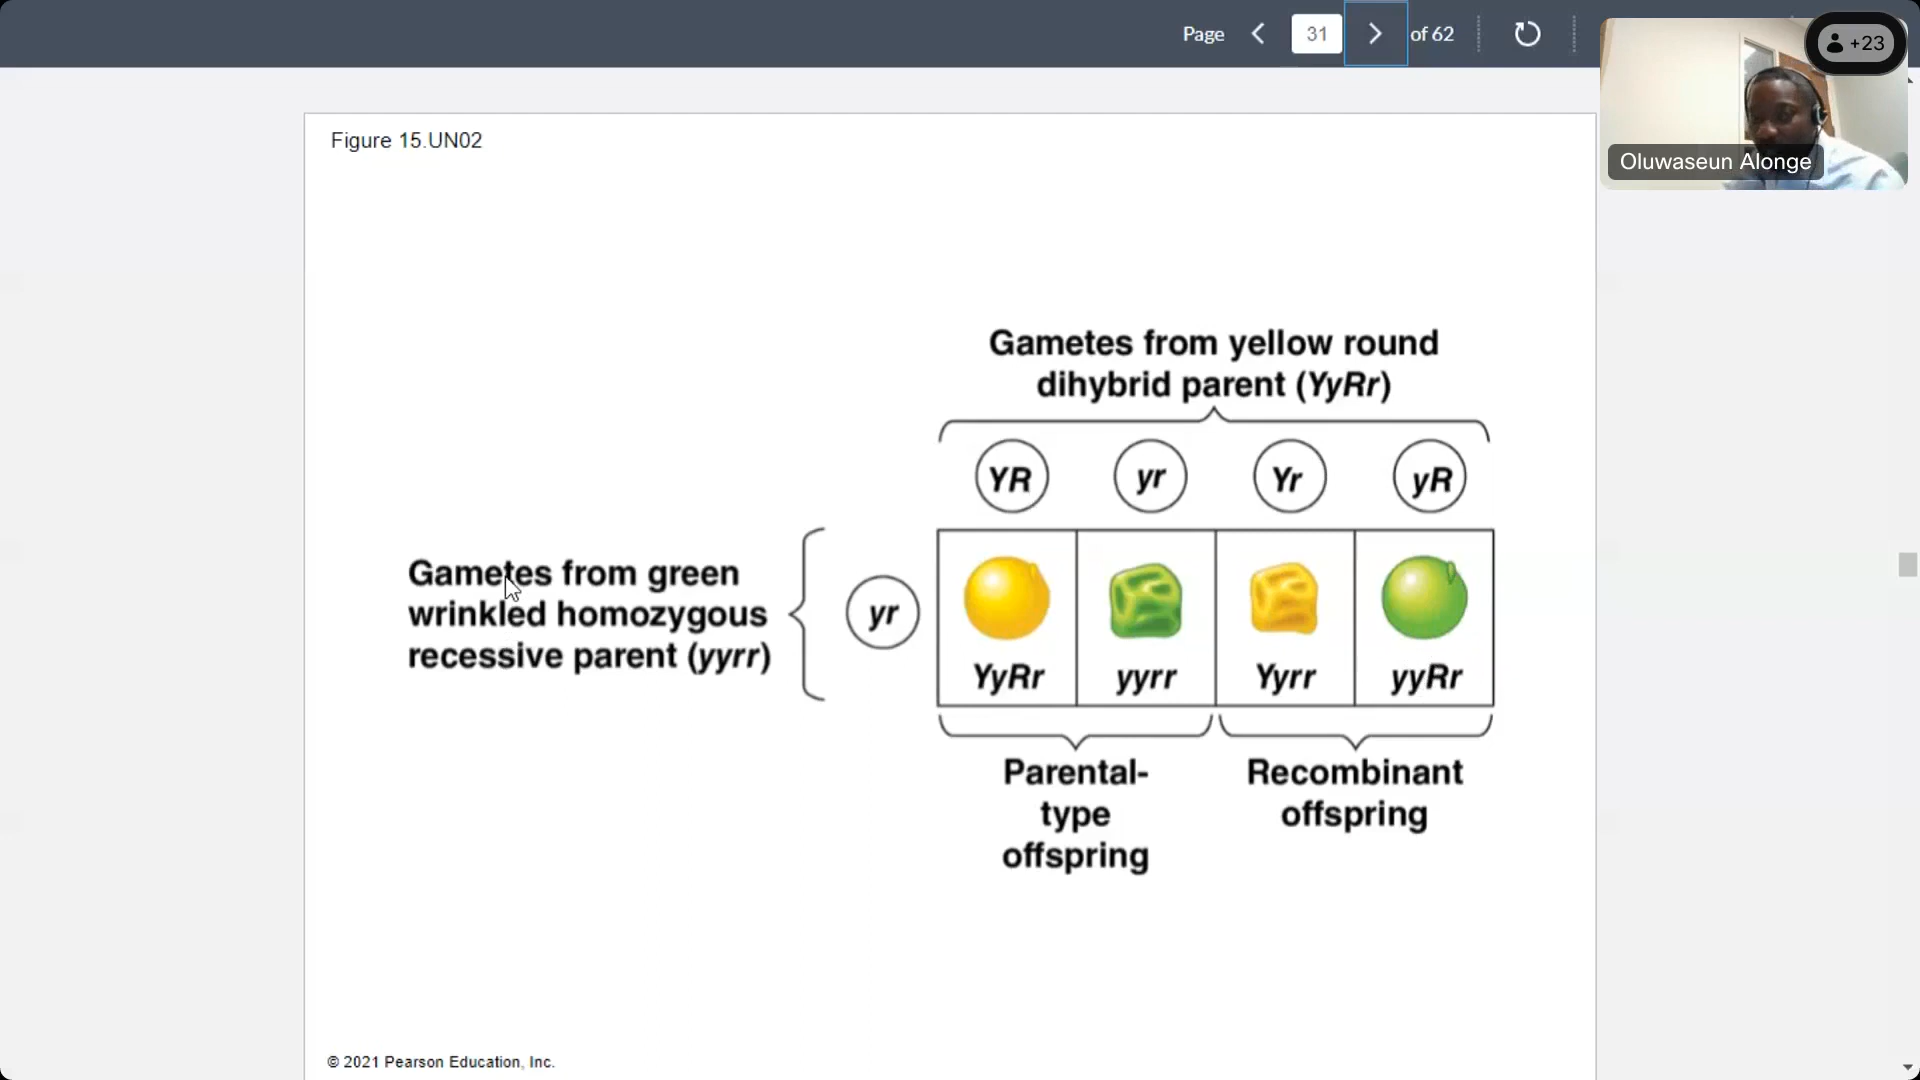 Page 31 of 62
+23
Oluwaseun Alonge
Figure 15.UN02
Gametes from yellow round
dihybrid parent (YyRr)
YR yr Yr yR
Gametes from green
wrinkled homozygous
recessive parent (yyrr)
yr
YyRr yyrr Yyrr yyRr
Parental-
type
offspring
Recombinant
offspring
© 2021 Pearson Education, Inc.